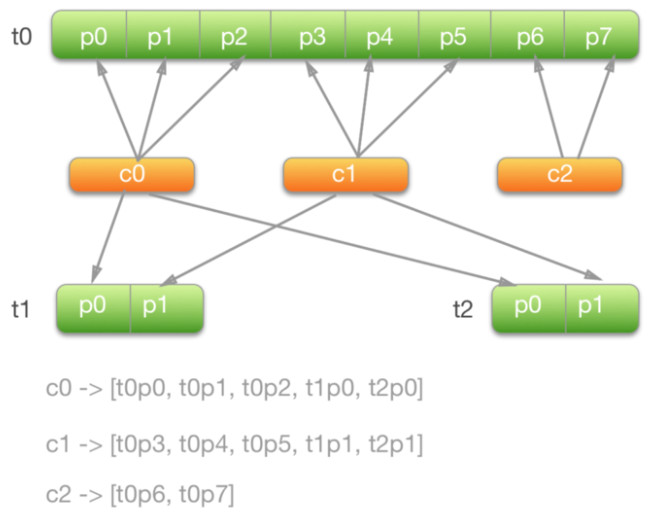 t0 p0 p1 p2 p3 p4 p5 p6 p7
c0 c1 c2
t1 p0 p1 t2 p0 p1
c0 -> [t0p0, t0p1, t0p2, t1p0, t2p0]
c1 -> [t0p3, t0p4, t0p5, t1p1, t2p1]
c2 -> [t0p6, t0p7]